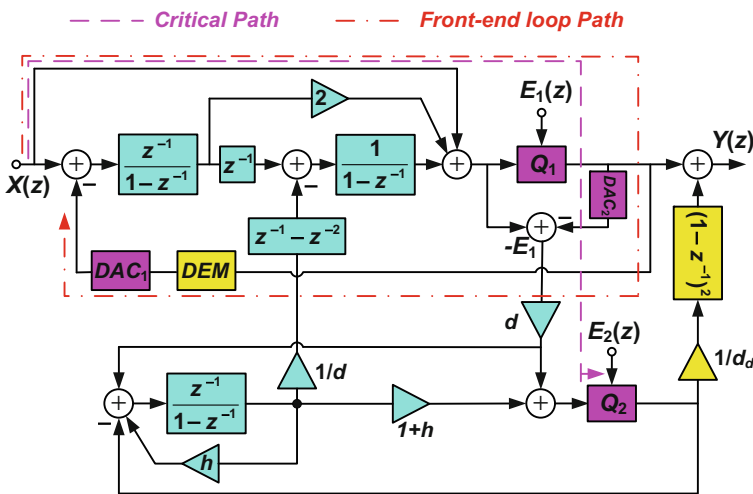 Critical Path
Front-end loop Path
2
E₁(z)
X(z)
−
z⁻¹
1−z⁻¹
z⁻¹
−
1
1−z⁻¹
Q₁
Y(z)
DAC₂
z⁻¹−z⁻²
−
-E₁
(1−z⁻¹)²
DAC₁
DEM
d
E₂(z)
1/d
1/d_d
−
z⁻¹
1−z⁻¹
1+h
Q₂
h